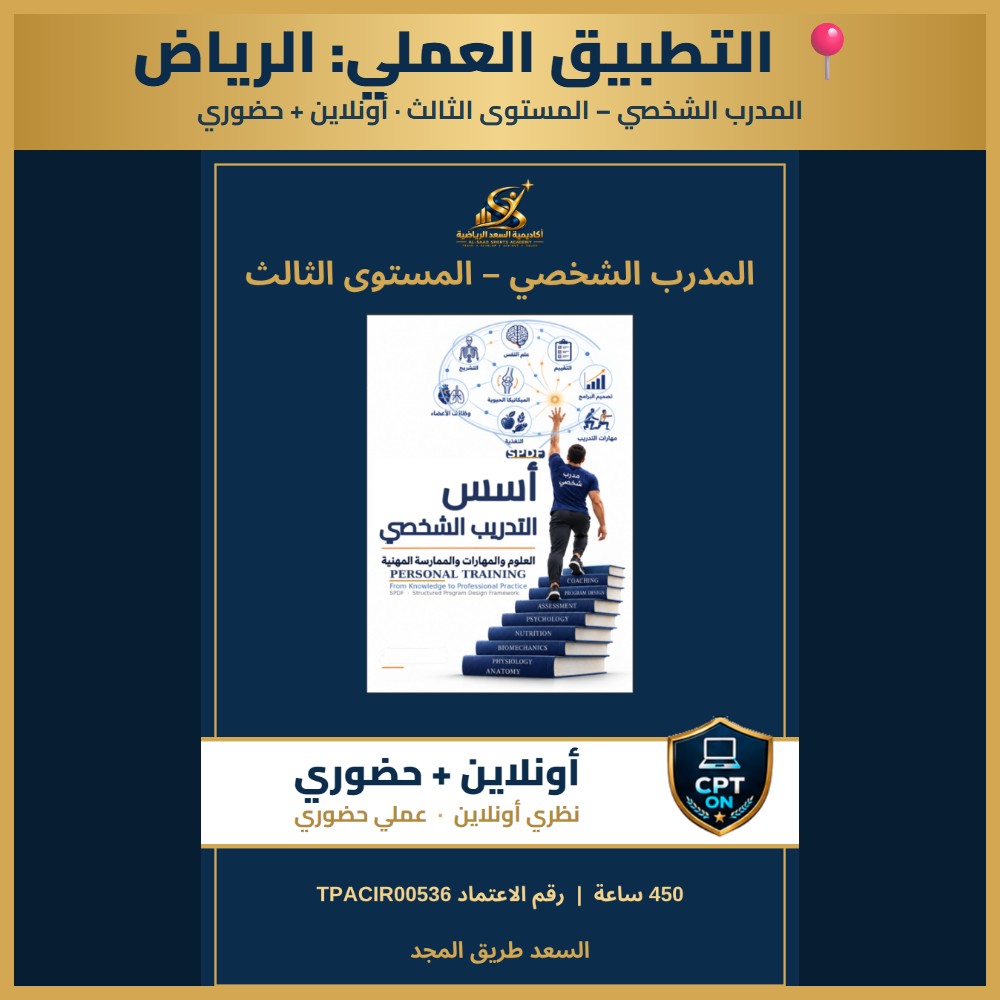 التطبيق العملي: الرياض
المدرب الشخصي – المستوى الثالث · أونلاين + حضوري
أكاديمية السعد الرياضية
AL SAAD SPORTS ACADEMY
المدرب الشخصي – المستوى الثالث
علم النفس
التشريح
التقييم
الميكانيكا الحيوية
تصميم البرامج
وظائف الأعضاء
التغذية
مهارات التدريب
SPDF
أسس
التدريب الشخصي
مدرب
شخصي
العلوم والمهارات والممارسة المهنية
PERSONAL TRAINING
From Knowledge to Professional Practice
SPDF - Structured Program Design Framework
COACHING
PROGRAM DESIGN
ASSESSMENT
PSYCHOLOGY
NUTRITION
BIOMECHANICS
PHYSIOLOGY
ANATOMY
أونلاين + حضوري
نظري أونلاين · عملي حضوري
CPT
ON
450 ساعة | رقم الاعتماد TPACIR00536
السعد طريق المجد